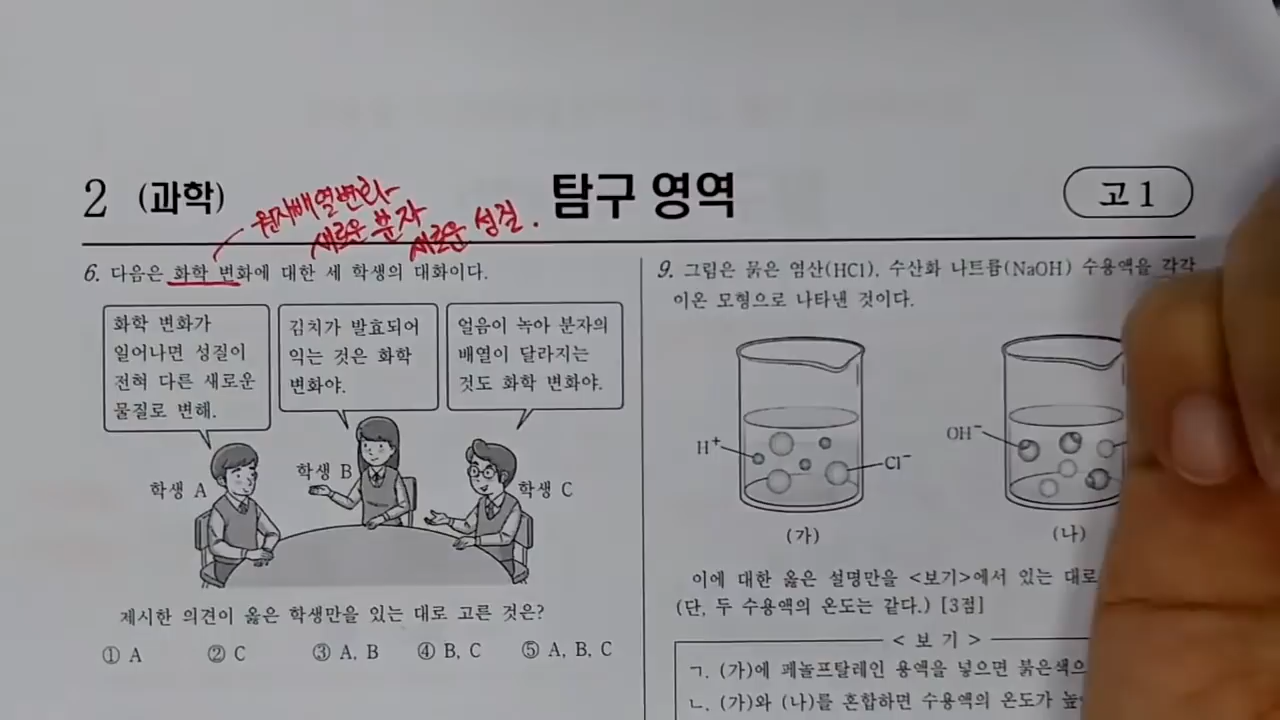 2 (과학)
탐구 영역
고 1
원자배열변화
새로운 분자
새로운 성질.
6. 다음은 화학 변화에 대한 세 학생의 대화이다.
화학 변화가
일어나면 성질이
전혀 다른 새로운
물질로 변해.
김치가 발효되어
익는 것은 화학
변화야.
얼음이 녹아 분자의
배열이 달라지는
것도 화학 변화야.
학생 A
학생 B
학생 C
제시한 의견이 옳은 학생만을 있는 대로 고른 것은?
① A ② C ③ A, B ④ B, C ⑤ A, B, C
9. 그림은 묽은 염산(HCl), 수산화 나트륨(NaOH) 수용액을 각각
이온 모형으로 나타낸 것이다.
H⁺
Cl⁻
OH⁻
(가)
(나)
이에 대한 옳은 설명만을 <보기>에서 있는 대로
(단, 두 수용액의 온도는 같다.) [3점]
< 보 기 >
ㄱ. (가)에 페놀프탈레인 용액을 넣으면 붉은색으
ㄴ. (가)와 (나)를 혼합하면 수용액의 온도가